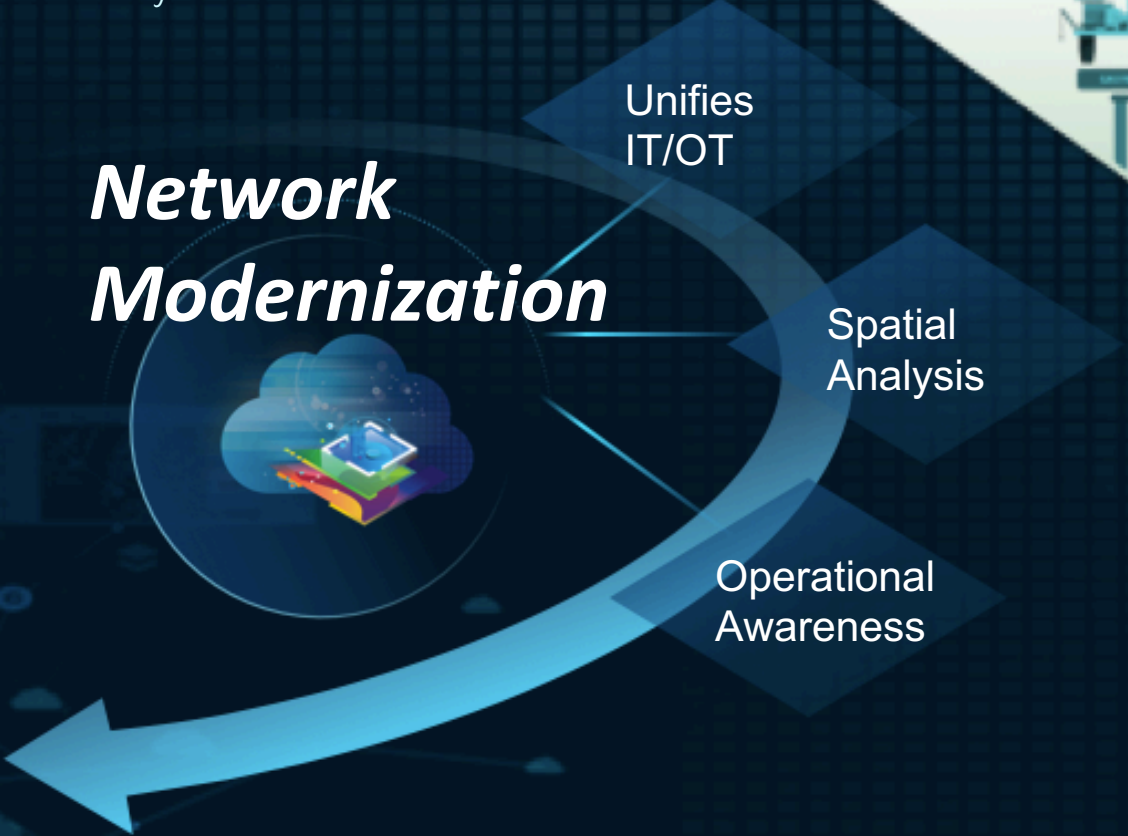 Network
Modernization
Unifies
IT/OT
Spatial
Analysis
Operational
Awareness